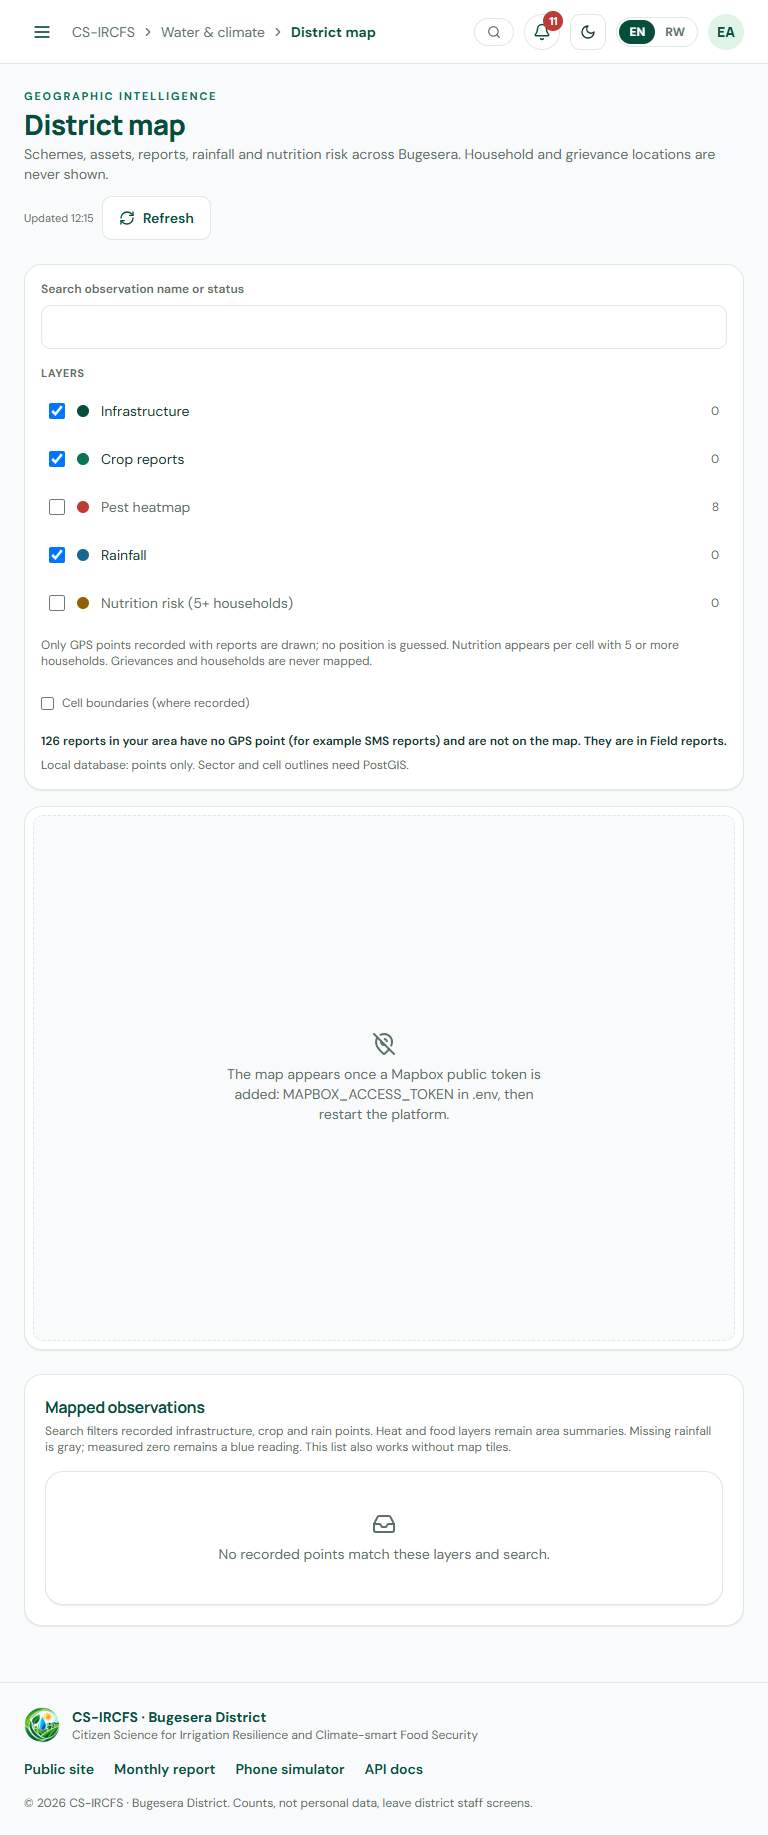 CS-IRCFS > Water & climate > District map
11
EN RW
EA
GEOGRAPHIC INTELLIGENCE
District map
Schemes, assets, reports, rainfall and nutrition risk across Bugesera. Household and grievance locations are
never shown.
Updated 12:15
Refresh
Search observation name or status
LAYERS
Infrastructure 0
Crop reports 0
Pest heatmap 8
Rainfall 0
Nutrition risk (5+ households) 0
Only GPS points recorded with reports are drawn; no position is guessed. Nutrition appears per cell with 5 or more
households. Grievances and households are never mapped.
Cell boundaries (where recorded)
126 reports in your area have no GPS point (for example SMS reports) and are not on the map. They are in Field reports.
Local database: points only. Sector and cell outlines need PostGIS.
The map appears once a Mapbox public token is
added: MAPBOX_ACCESS_TOKEN in .env, then
restart the platform.
Mapped observations
Search filters recorded infrastructure, crop and rain points. Heat and food layers remain area summaries. Missing rainfall
is gray; measured zero remains a blue reading. This list also works without map tiles.
No recorded points match these layers and search.
CS-IRCFS · Bugesera District
Citizen Science for Irrigation Resilience and Climate-smart Food Security
Public site Monthly report Phone simulator API docs
© 2026 CS-IRCFS · Bugesera District. Counts, not personal data, leave district staff screens.